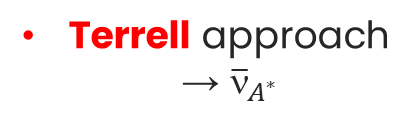 • Terrell approach
→ ν̅_{A*}